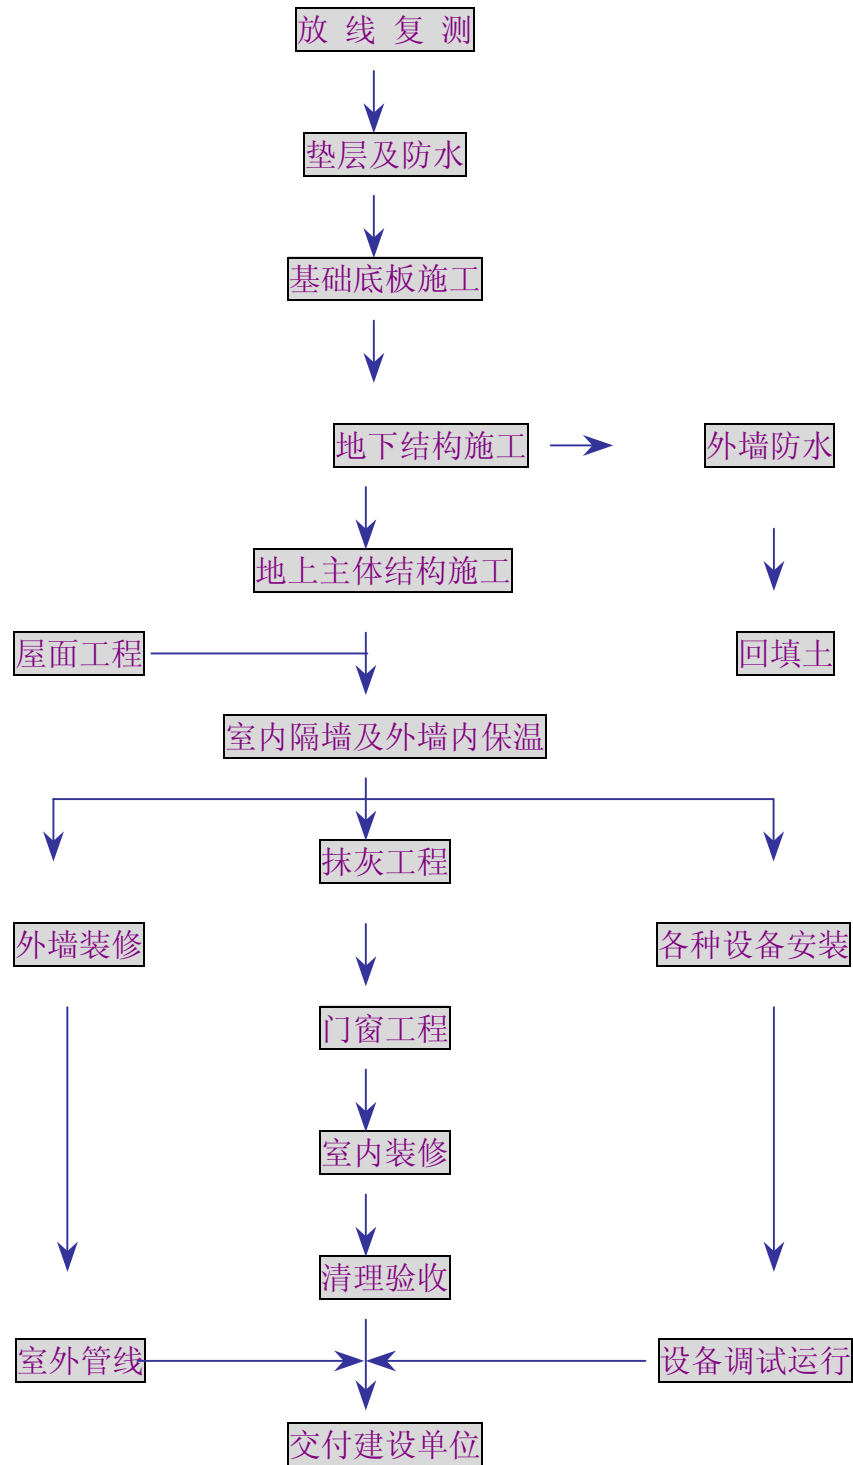 放 线 复 测
垫层及防水
基础底板施工
地下结构施工
外墙防水
地上主体结构施工
屋面工程
回填土
室内隔墙及外墙内保温
抹灰工程
外墙装修
各种设备安装
门窗工程
室内装修
清理验收
室外管线
设备调试运行
交付建设单位